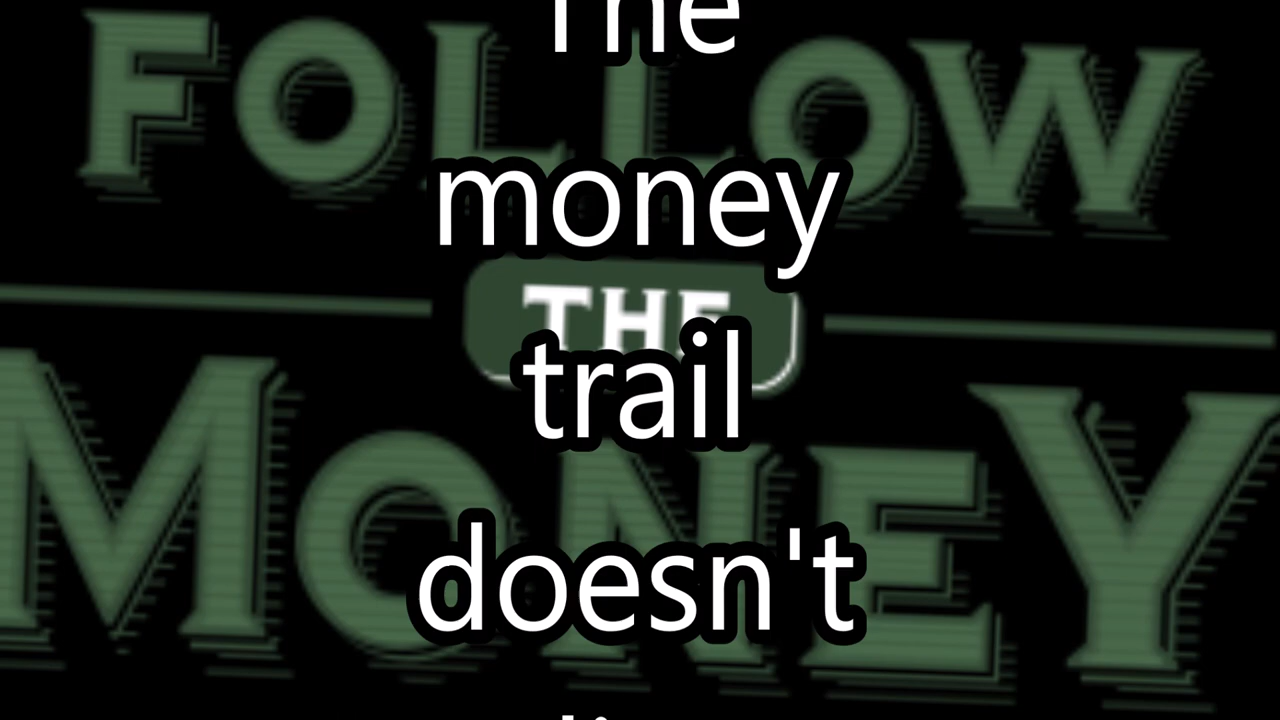 The
FOLLOW
money
THE
trail
MONEY
doesn't